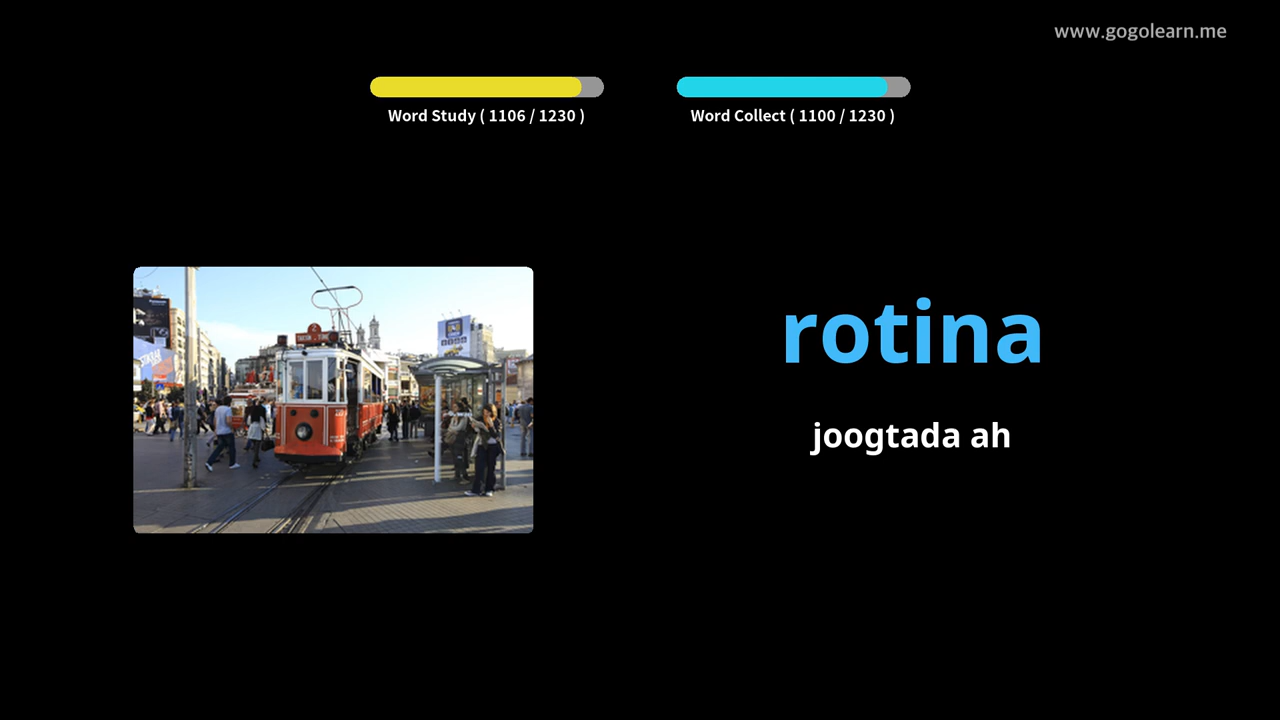 www.gogolearn.me
Word Study ( 1106 / 1230 )
Word Collect ( 1100 / 1230 )
rotina
joogtada ah